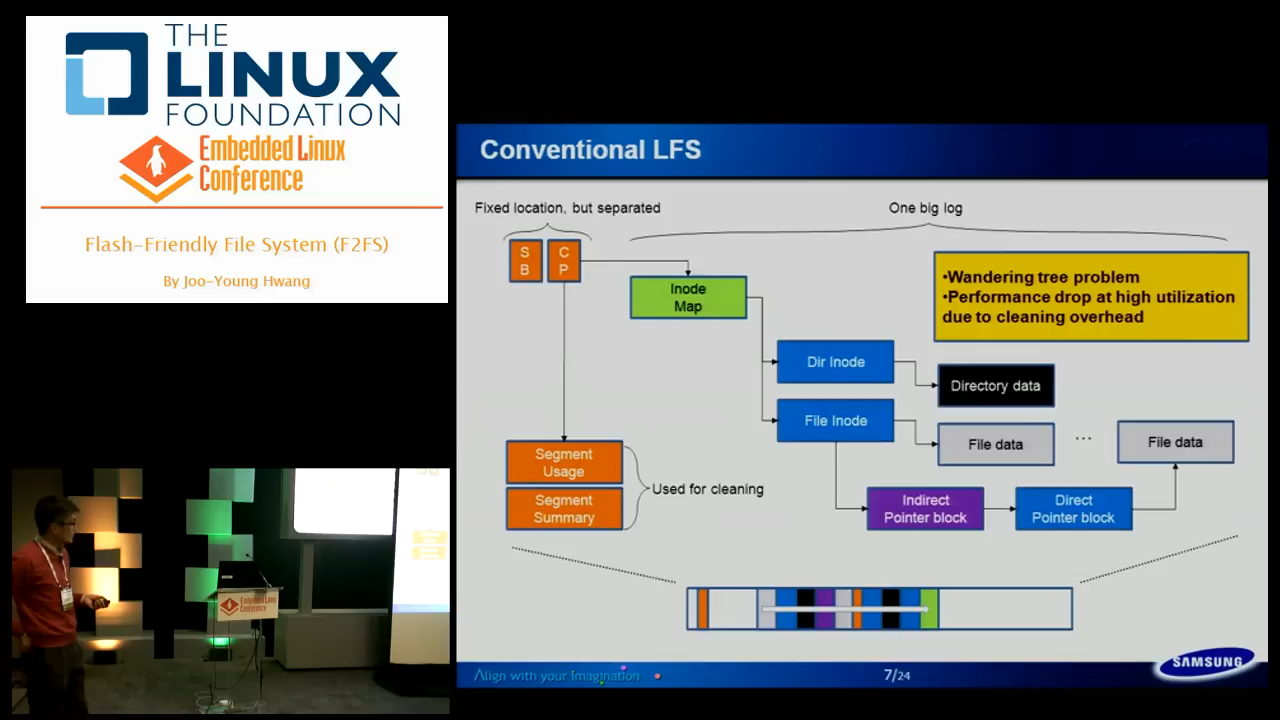 THE
LINUX
FOUNDATION
Embedded Linux
Conference
Flash-Friendly File System (F2FS)
By Joo-Young Hwang
Conventional LFS
Fixed location, but separated
One big log
S
B
C
P
Inode
Map
•Wandering tree problem
•Performance drop at high utilization
due to cleaning overhead
Dir Inode
Directory data
File Inode
File data
...
File data
Segment
Usage
Segment
Summary
Used for cleaning
Indirect
Pointer block
Direct
Pointer block
Embedded Linux
Conference
Align with your Imagination
7/24
SAMSUNG